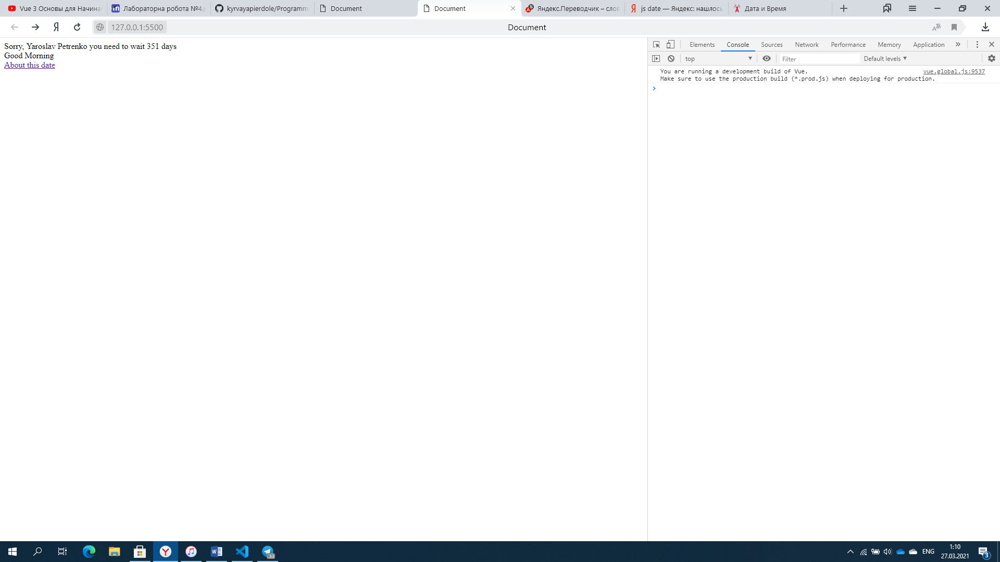 Vue 3 Основы для Начина
Лабораторна робота №4.р
kyrvayapierdole/Programmi
Document
Document
Яндекс.Переводчик – слов
js date — Яндекс: нашлось
Дата и Время
127.0.0.1:5500
Document
Sorry, Yaroslav Petrenko you need to wait 351 days
Good Morning
About this date
Elements Console Sources Network Performance Memory Application »
top Filter Default levels
You are running a development build of Vue. vue.global.js:9537
Make sure to use the production build (*.prod.js) when deploying for production.
33
ENG
1:10
27.03.2021
3